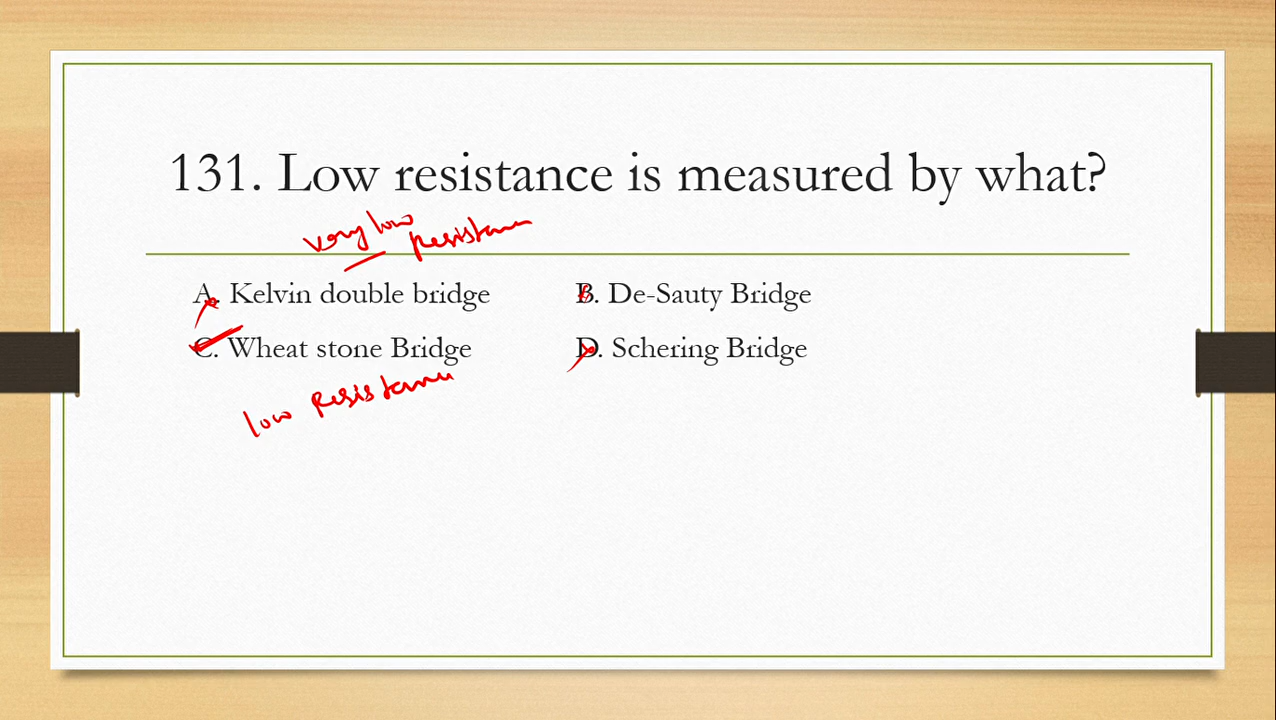 131. Low resistance is measured by what?
very low resistance
A. Kelvin double bridge
B. De-Sauty Bridge
C. Wheat stone Bridge
D. Schering Bridge
low resistance